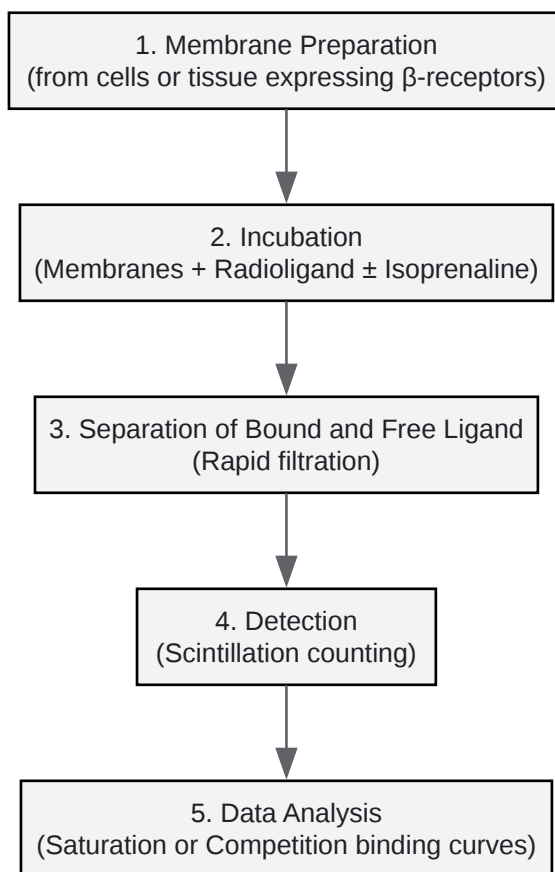 1. Membrane Preparation
(from cells or tissue expressing β-receptors)
2. Incubation
(Membranes + Radioligand ± Isoprenaline)
3. Separation of Bound and Free Ligand
(Rapid filtration)
4. Detection
(Scintillation counting)
5. Data Analysis
(Saturation or Competition binding curves)